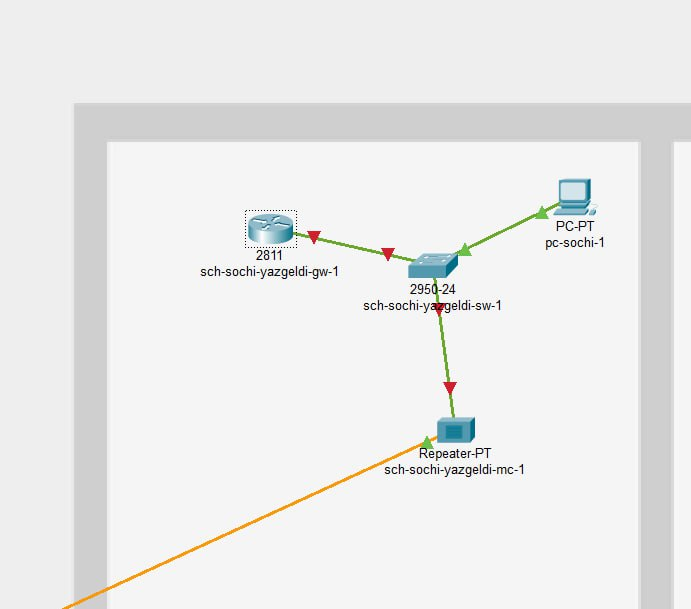 PC-PT
pc-sochi-1
2811
sch-sochi-yazgeldi-gw-1
2950-24
sch-sochi-yazgeldi-sw-1
Repeater-PT
sch-sochi-yazgeldi-mc-1